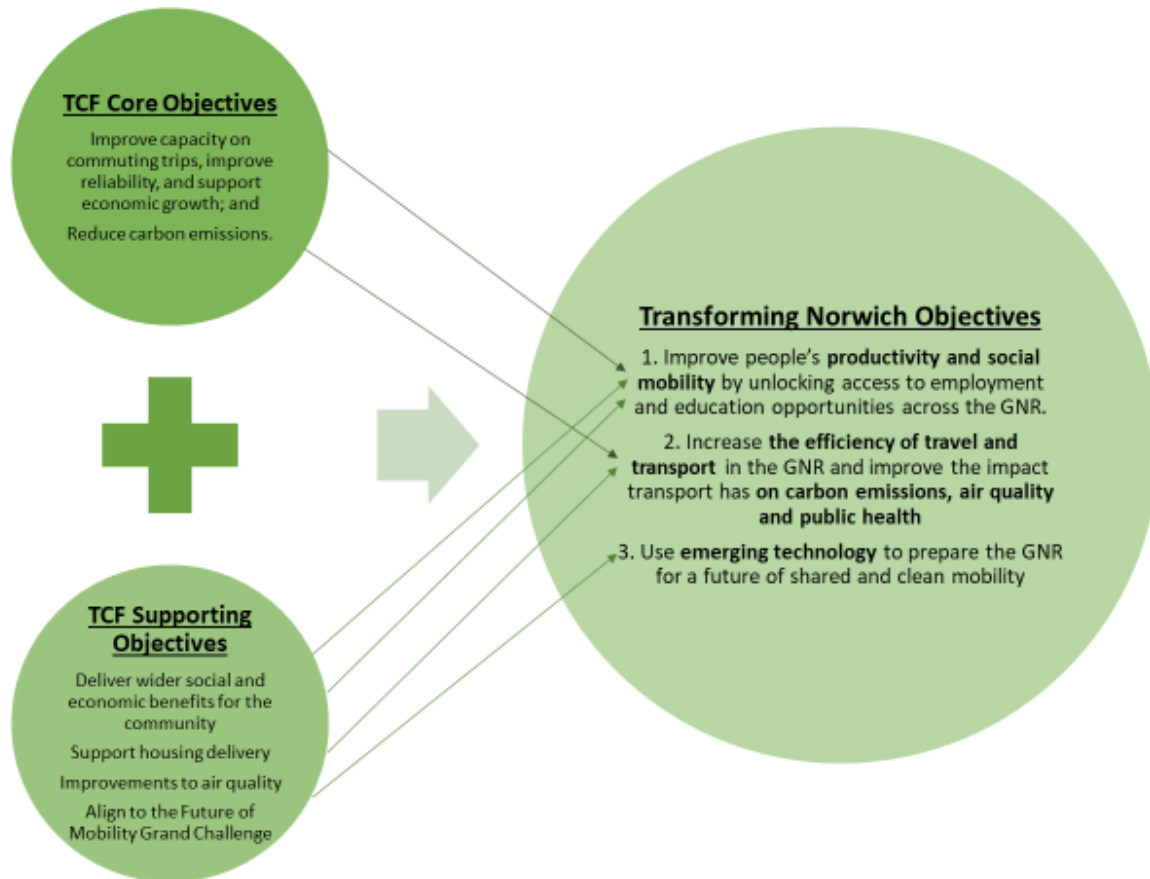 TCF Core Objectives
Improve capacity on
commuting trips, improve
reliability, and support
economic growth; and
Reduce carbon emissions.
TCF Supporting
Objectives
Deliver wider social and
economic benefits for the
community
Support housing delivery
Improvements to air quality
Align to the Future of
Mobility Grand Challenge
Transforming Norwich Objectives
1. Improve people’s productivity and social
mobility by unlocking access to employment
and education opportunities across the GNR.
2. Increase the efficiency of travel and
transport in the GNR and improve the impact
transport has on carbon emissions, air quality
and public health
3. Use emerging technology to prepare the GNR
for a future of shared and clean mobility